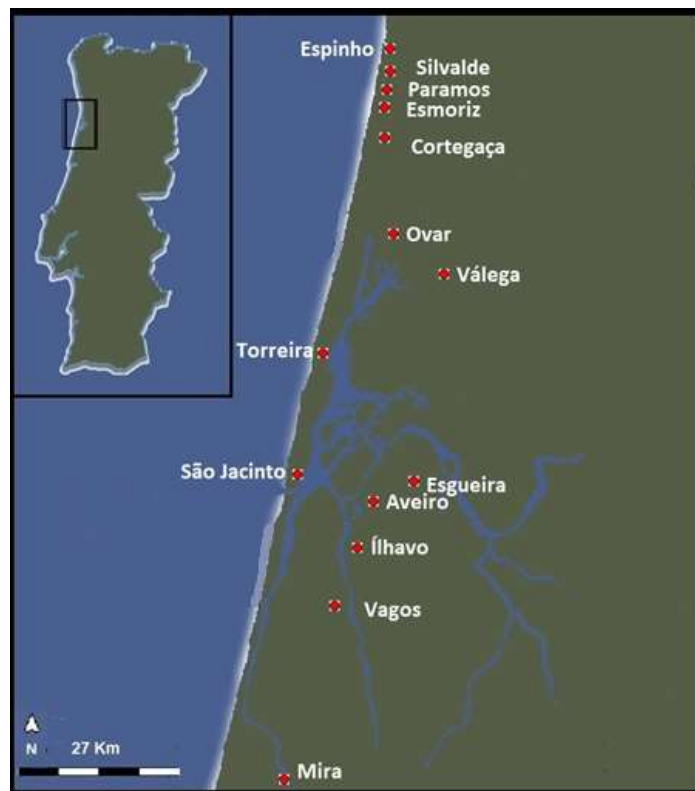 Espinho
Silvalde
Paramos
Esmoriz
Cortegaça
Ovar
Válega
Torreira
São Jacinto
Esgueira
Aveiro
Ílhavo
Vagos
N 27 Km
Mira